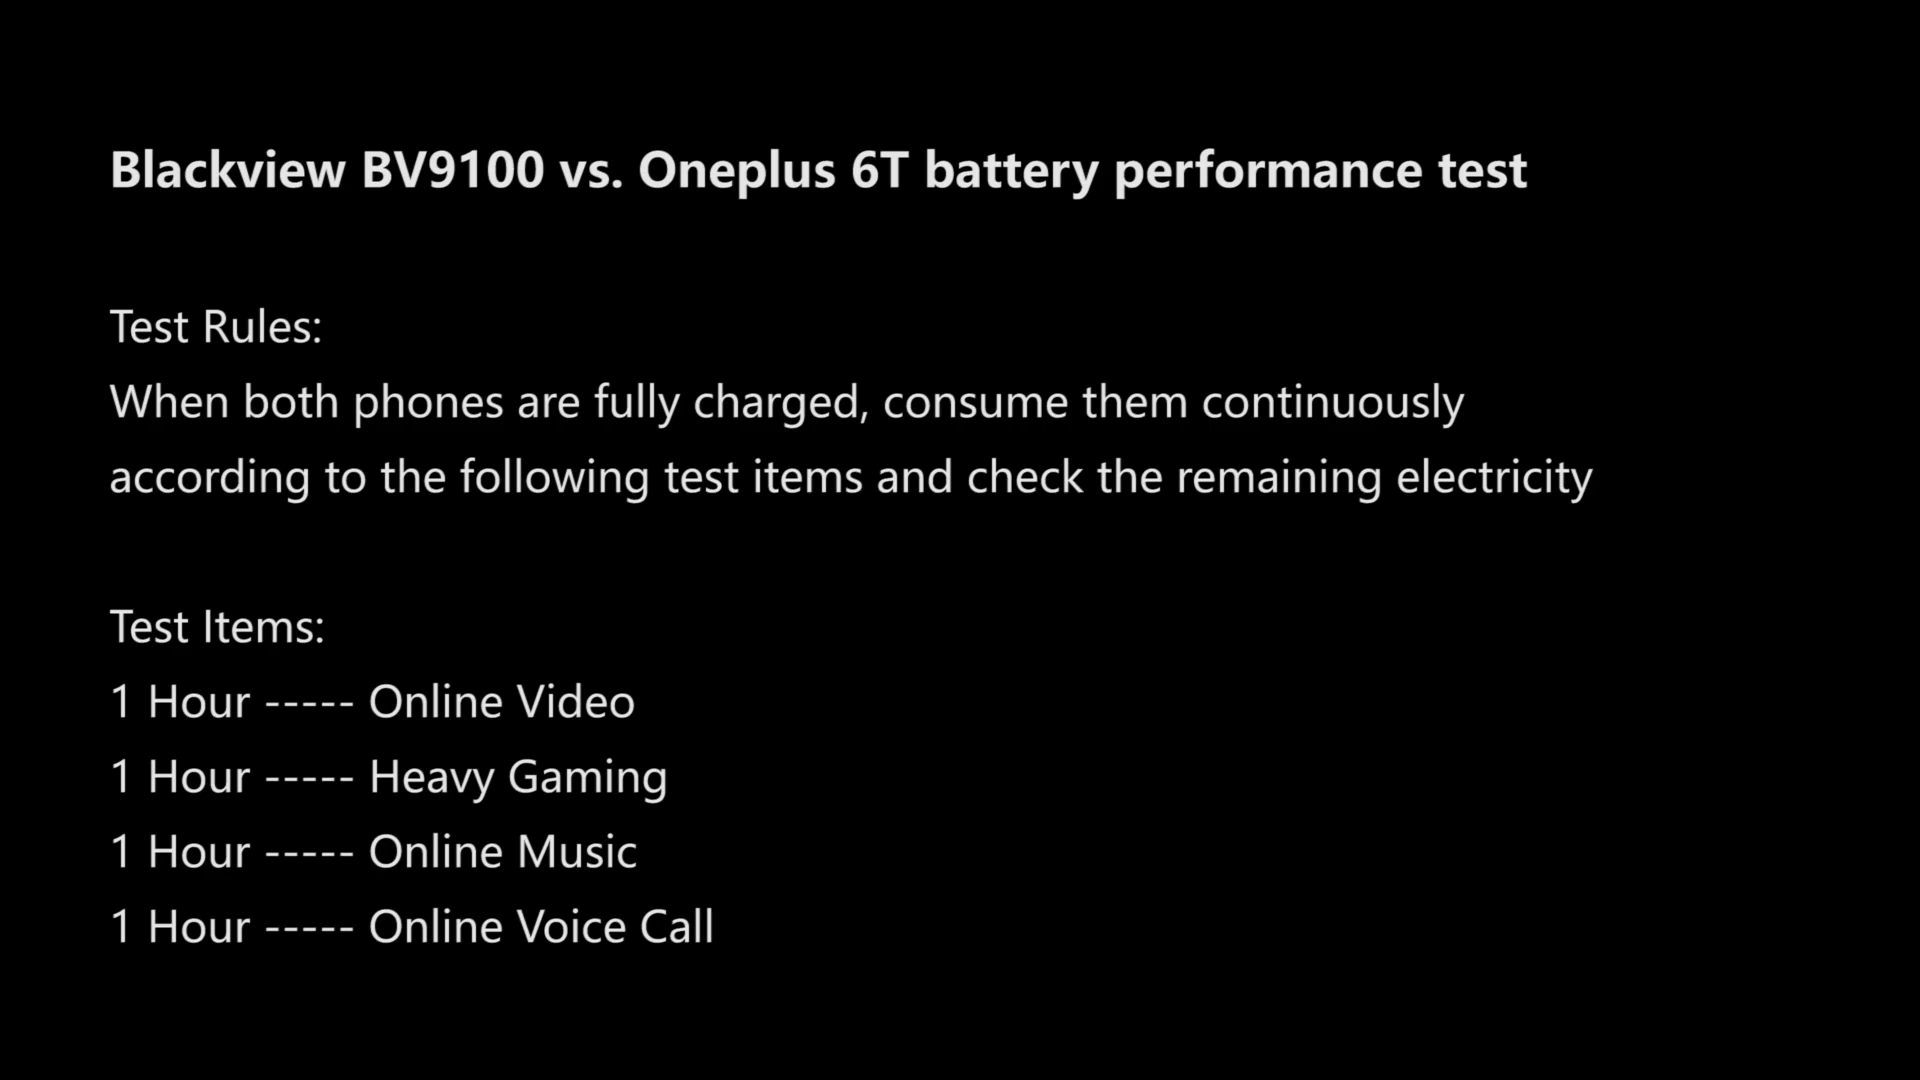 Blackview BV9100 vs. Oneplus 6T battery performance test
Test Rules:
When both phones are fully charged, consume them continuously
according to the following test items and check the remaining electricity
Test Items:
1 Hour ----- Online Video
1 Hour ----- Heavy Gaming
1 Hour ----- Online Music
1 Hour ----- Online Voice Call